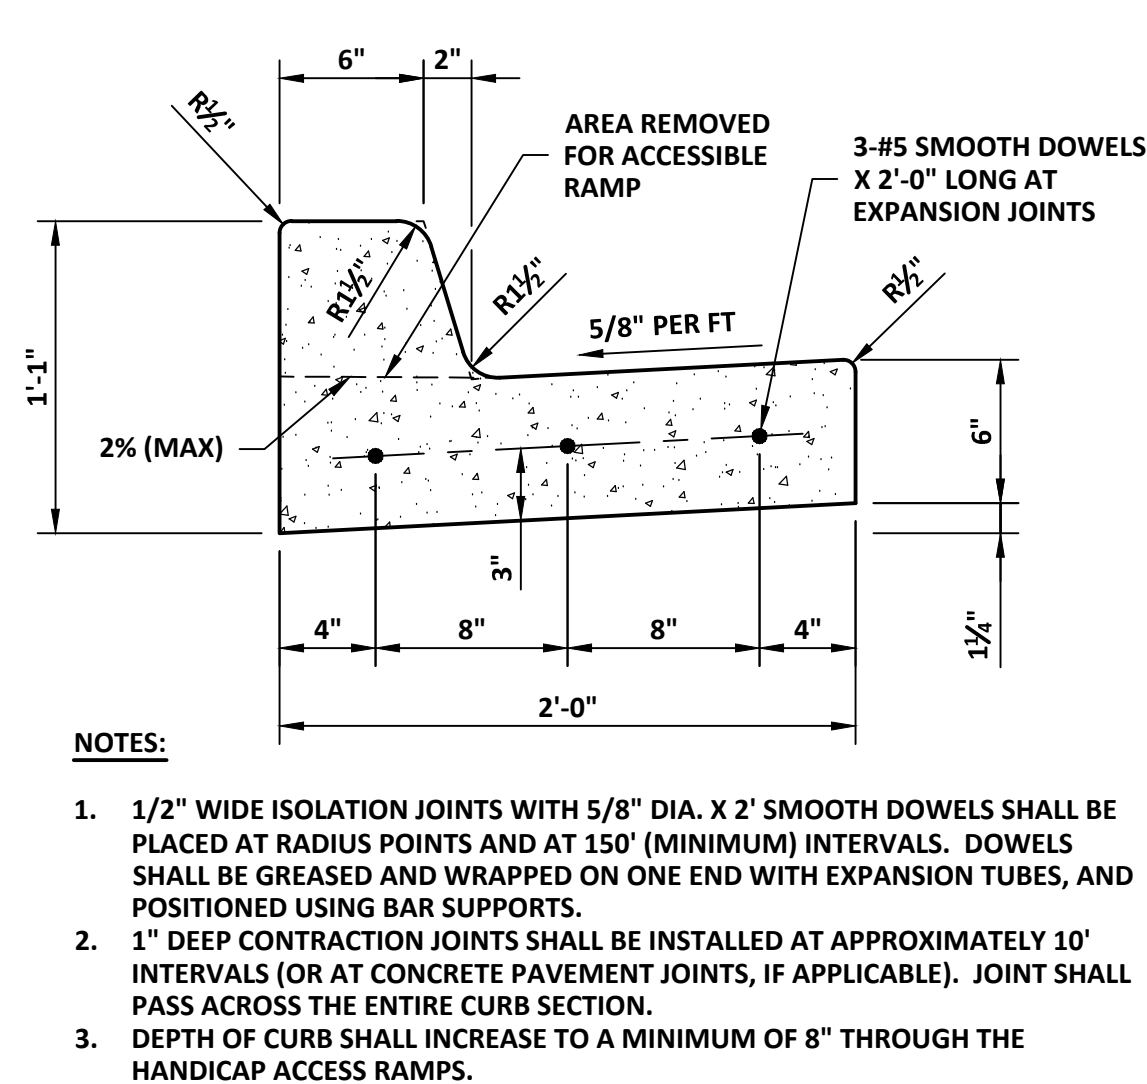 6" 2"
R½"
AREA REMOVED
FOR ACCESSIBLE
RAMP
3-#5 SMOOTH DOWELS
X 2'-0" LONG AT
EXPANSION JOINTS
R1½"
R1½"
R½"
5/8" PER FT
1'-1"
2% (MAX)
6"
3"
1¼"
4" 8" 8" 4"
2'-0"
NOTES:
1. 1/2" WIDE ISOLATION JOINTS WITH 5/8" DIA. X 2' SMOOTH DOWELS SHALL BE
PLACED AT RADIUS POINTS AND AT 150' (MINIMUM) INTERVALS. DOWELS
SHALL BE GREASED AND WRAPPED ON ONE END WITH EXPANSION TUBES, AND
POSITIONED USING BAR SUPPORTS.
2. 1" DEEP CONTRACTION JOINTS SHALL BE INSTALLED AT APPROXIMATELY 10'
INTERVALS (OR AT CONCRETE PAVEMENT JOINTS, IF APPLICABLE). JOINT SHALL
PASS ACROSS THE ENTIRE CURB SECTION.
3. DEPTH OF CURB SHALL INCREASE TO A MINIMUM OF 8" THROUGH THE
HANDICAP ACCESS RAMPS.